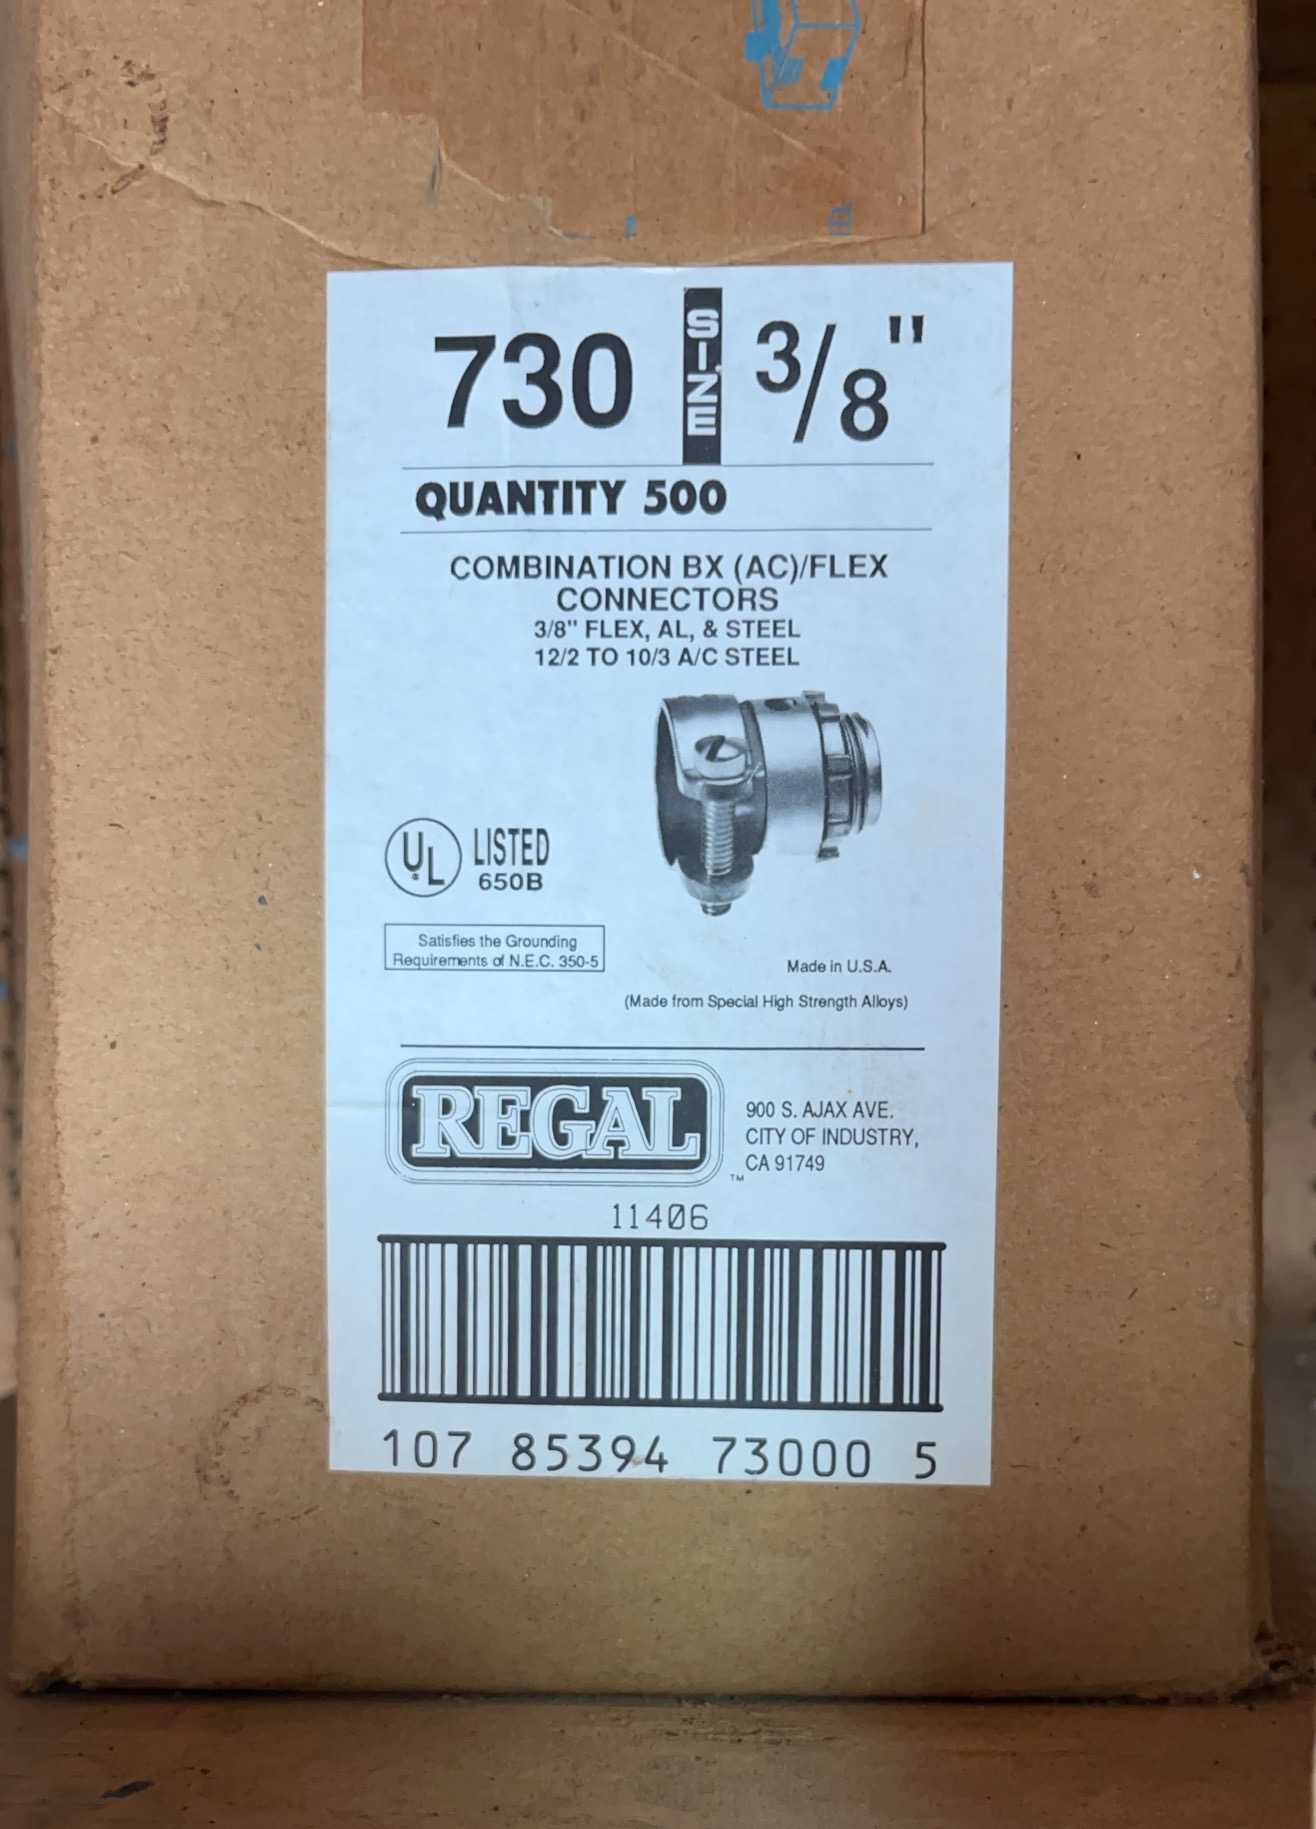 730 SIZE 3/8"
QUANTITY 500
COMBINATION BX (AC)/FLEX
CONNECTORS
3/8" FLEX, AL, & STEEL
12/2 TO 10/3 A/C STEEL
UL LISTED
650B
Satisfies the Grounding
Requirements of N.E.C. 350-5
Made in U.S.A.
(Made from Special High Strength Alloys)
REGAL TM
900 S. AJAX AVE.
CITY OF INDUSTRY,
CA 91749
11406
107 85394 73000 5